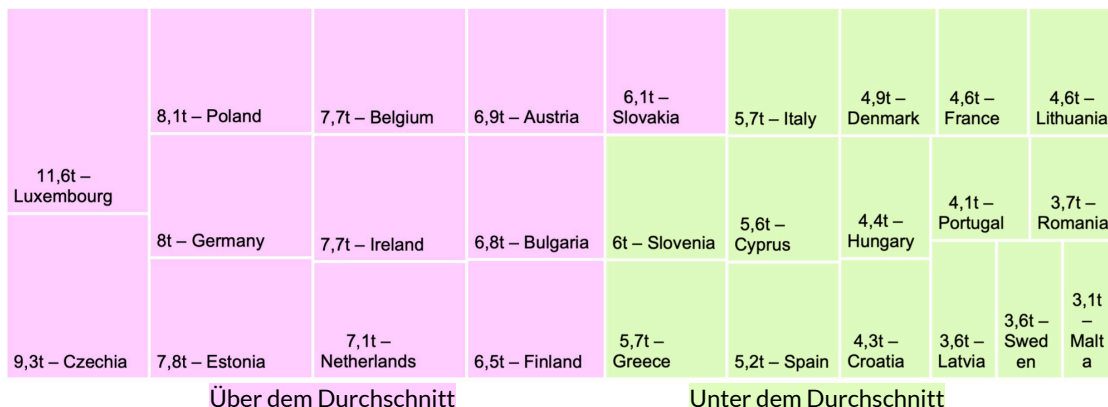 11,6t –
Luxembourg
9,3t – Czechia
8,1t – Poland
8t – Germany
7,8t – Estonia
7,7t – Belgium
7,7t – Ireland
7,1t –
Netherlands
6,9t – Austria
6,8t – Bulgaria
6,5t – Finland
6,1t –
Slovakia
6t – Slovenia
5,7t –
Greece
5,7t – Italy
5,6t –
Cyprus
5,2t – Spain
4,9t –
Denmark
4,6t –
France
4,6t –
Lithuania
4,4t –
Hungary
4,3t –
Croatia
4,1t –
Portugal
3,7t –
Romania
3,6t –
Latvia
3,6t –
Swed
en
3,1t
–
Malt
a
Über dem Durchschnitt
Unter dem Durchschnitt